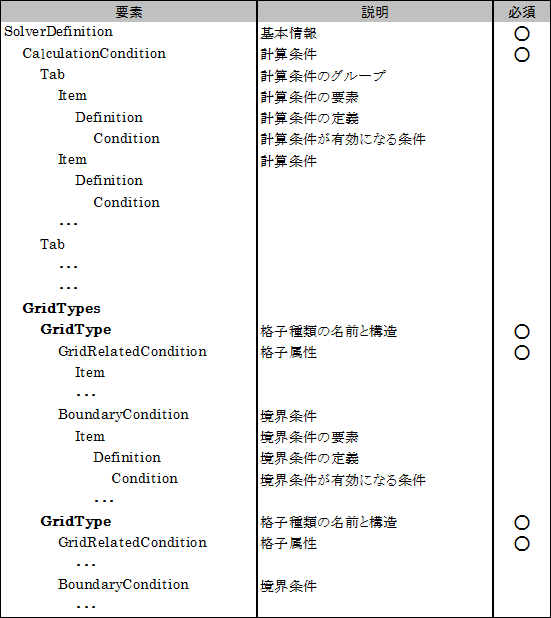 要素 説明 必須
SolverDefinition 基本情報 ○
CalculationCondition 計算条件 ○
Tab 計算条件のグループ
Item 計算条件の要素
Definition 計算条件の定義
Condition 計算条件が有効になる条件
Item 計算条件
Definition
Condition
...
Tab
...
...
GridTypes
GridType 格子種類の名前と構造 ○
GridRelatedCondition 格子属性 ○
Item
...
BoundaryCondition 境界条件
Item 境界条件の要素
Definition 境界条件の定義
Condition 境界条件が有効になる条件
...
GridType 格子種類の名前と構造 ○
GridRelatedCondition 格子属性 ○
...
BoundaryCondition 境界条件
...